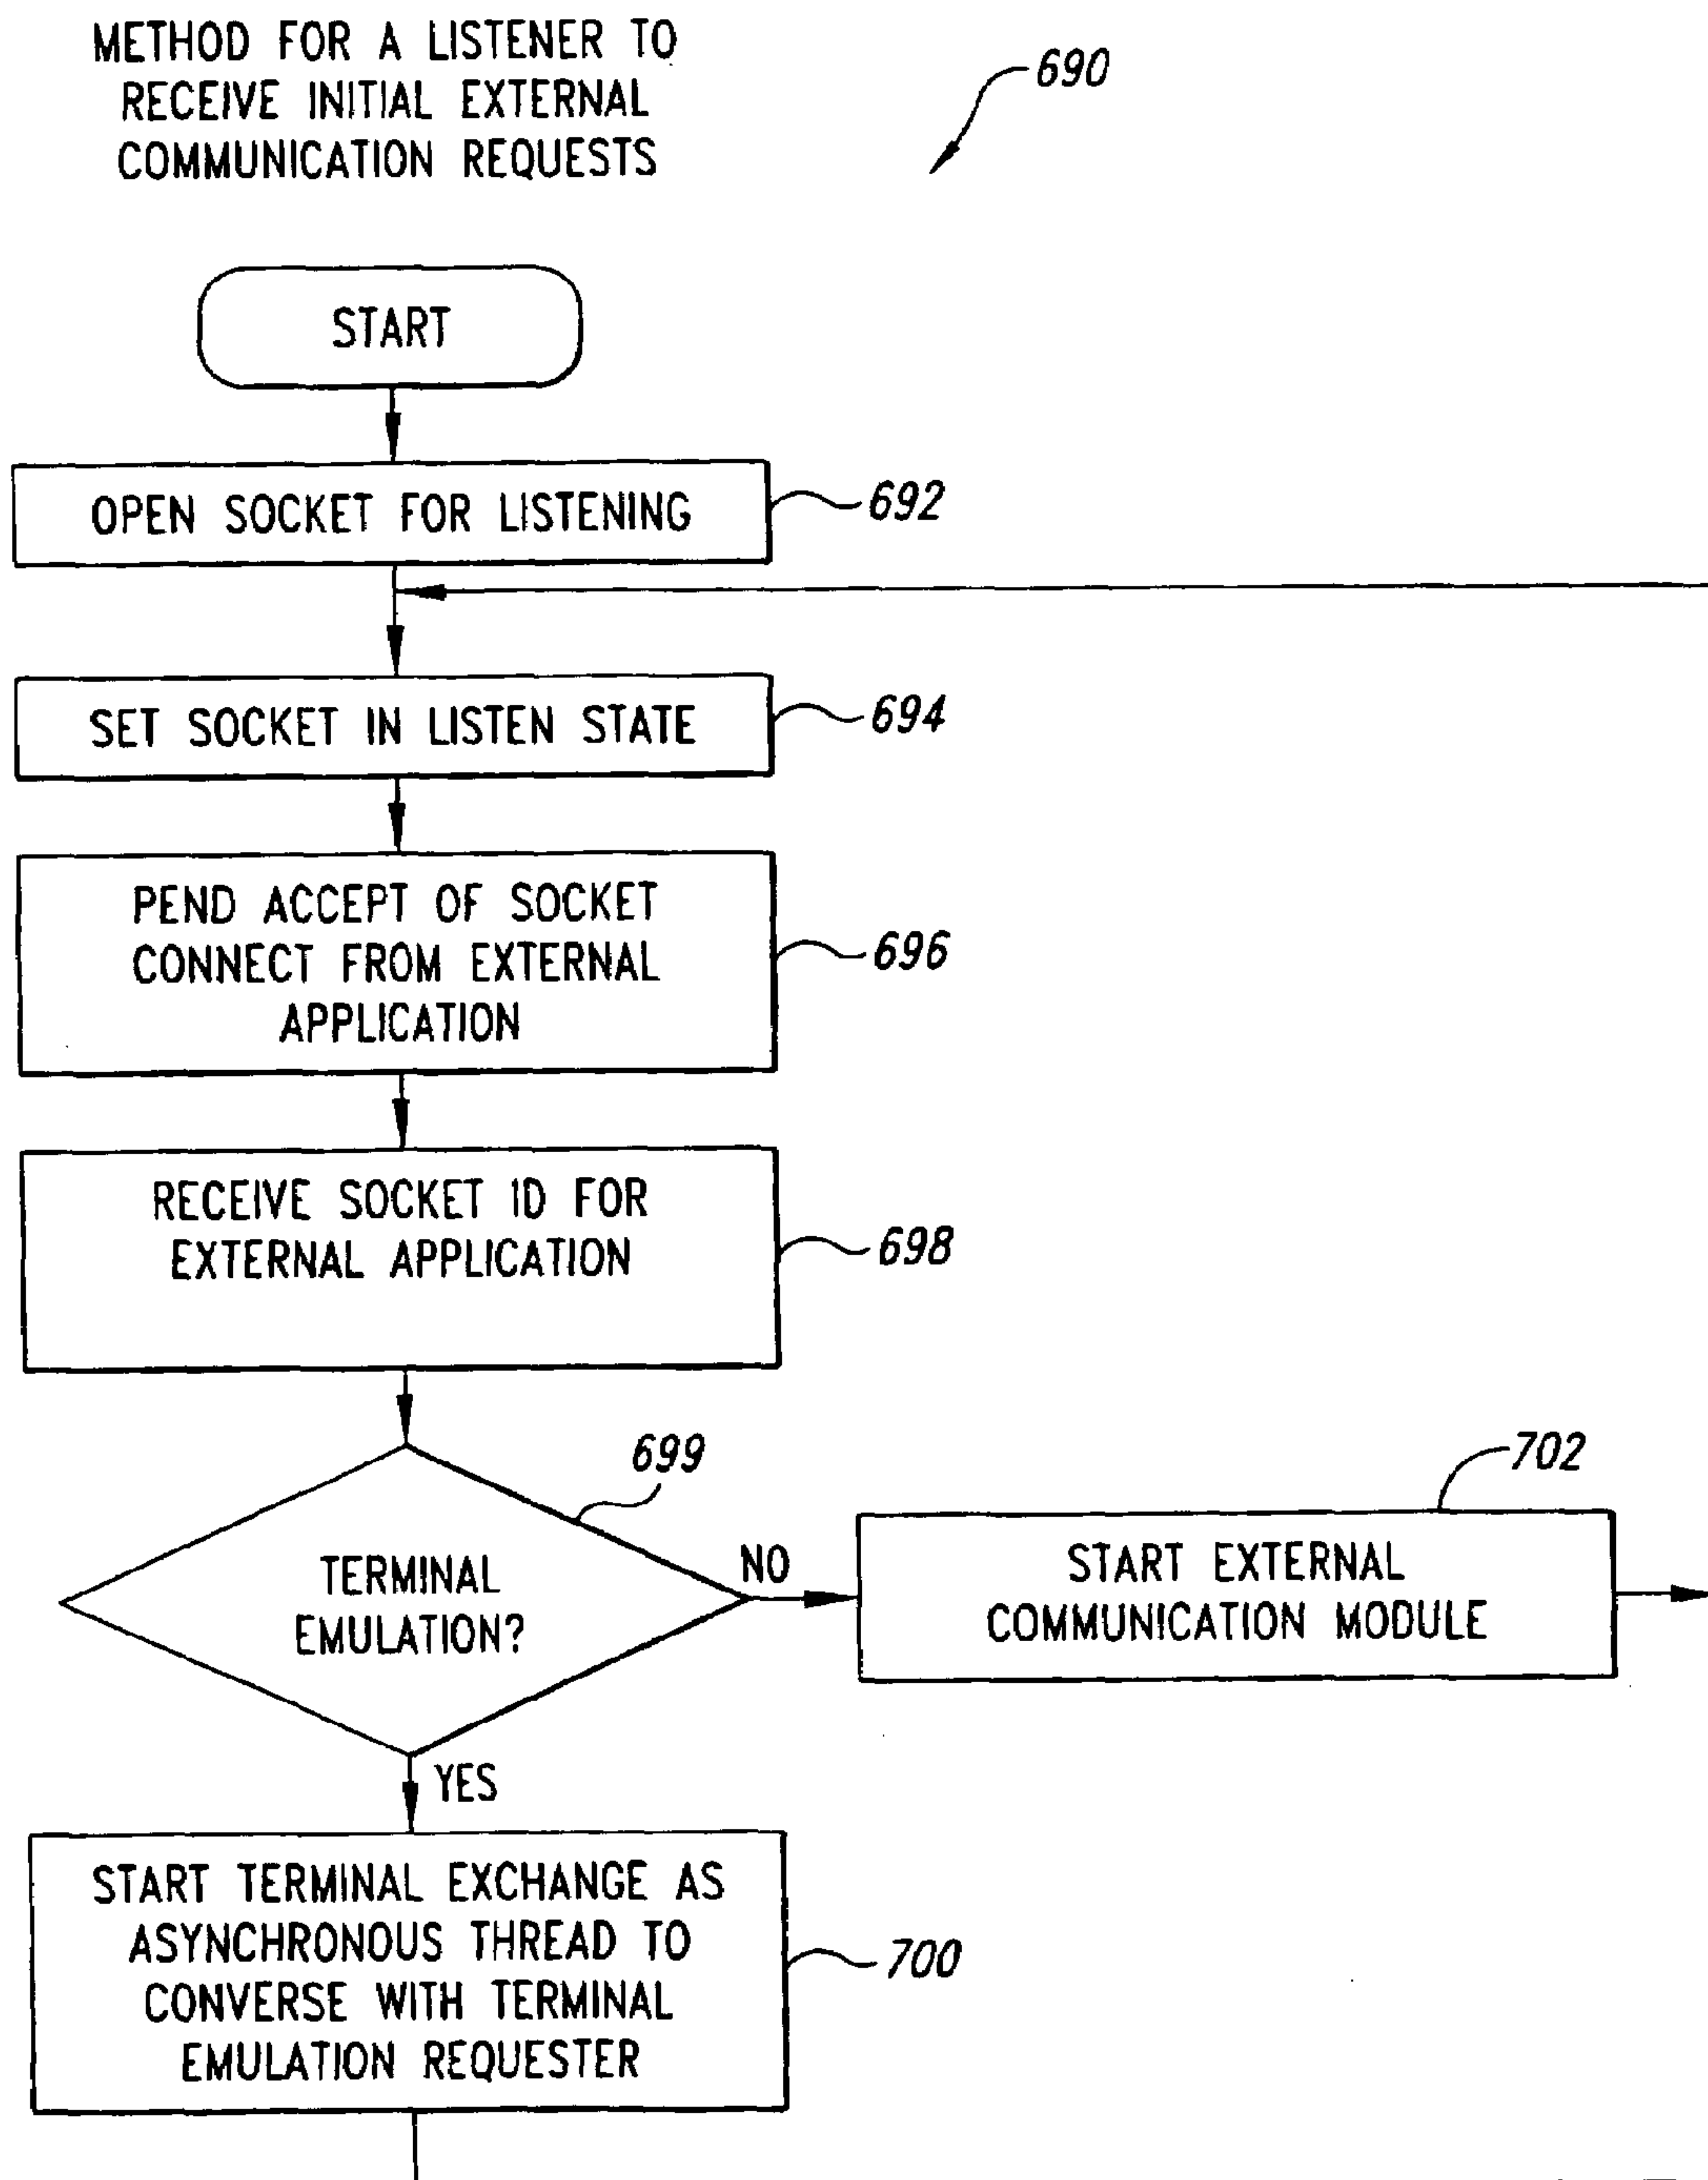 METHOD FOR A LISTENER TO
RECEIVE INITIAL EXTERNAL
COMMUNICATION REQUESTS
690
START
OPEN SOCKET FOR LISTENING
692
SET SOCKET IN LISTEN STATE
694
PEND ACCEPT OF SOCKET
CONNECT FROM EXTERNAL
APPLICATION
696
RECEIVE SOCKET ID FOR
EXTERNAL APPLICATION
698
699
TERMINAL
EMULATION?
NO
702
START EXTERNAL
COMMUNICATION MODULE
YES
START TERMINAL EXCHANGE AS
ASYNCHRONOUS THREAD TO
CONVERSE WITH TERMINAL
EMULATION REQUESTER
700